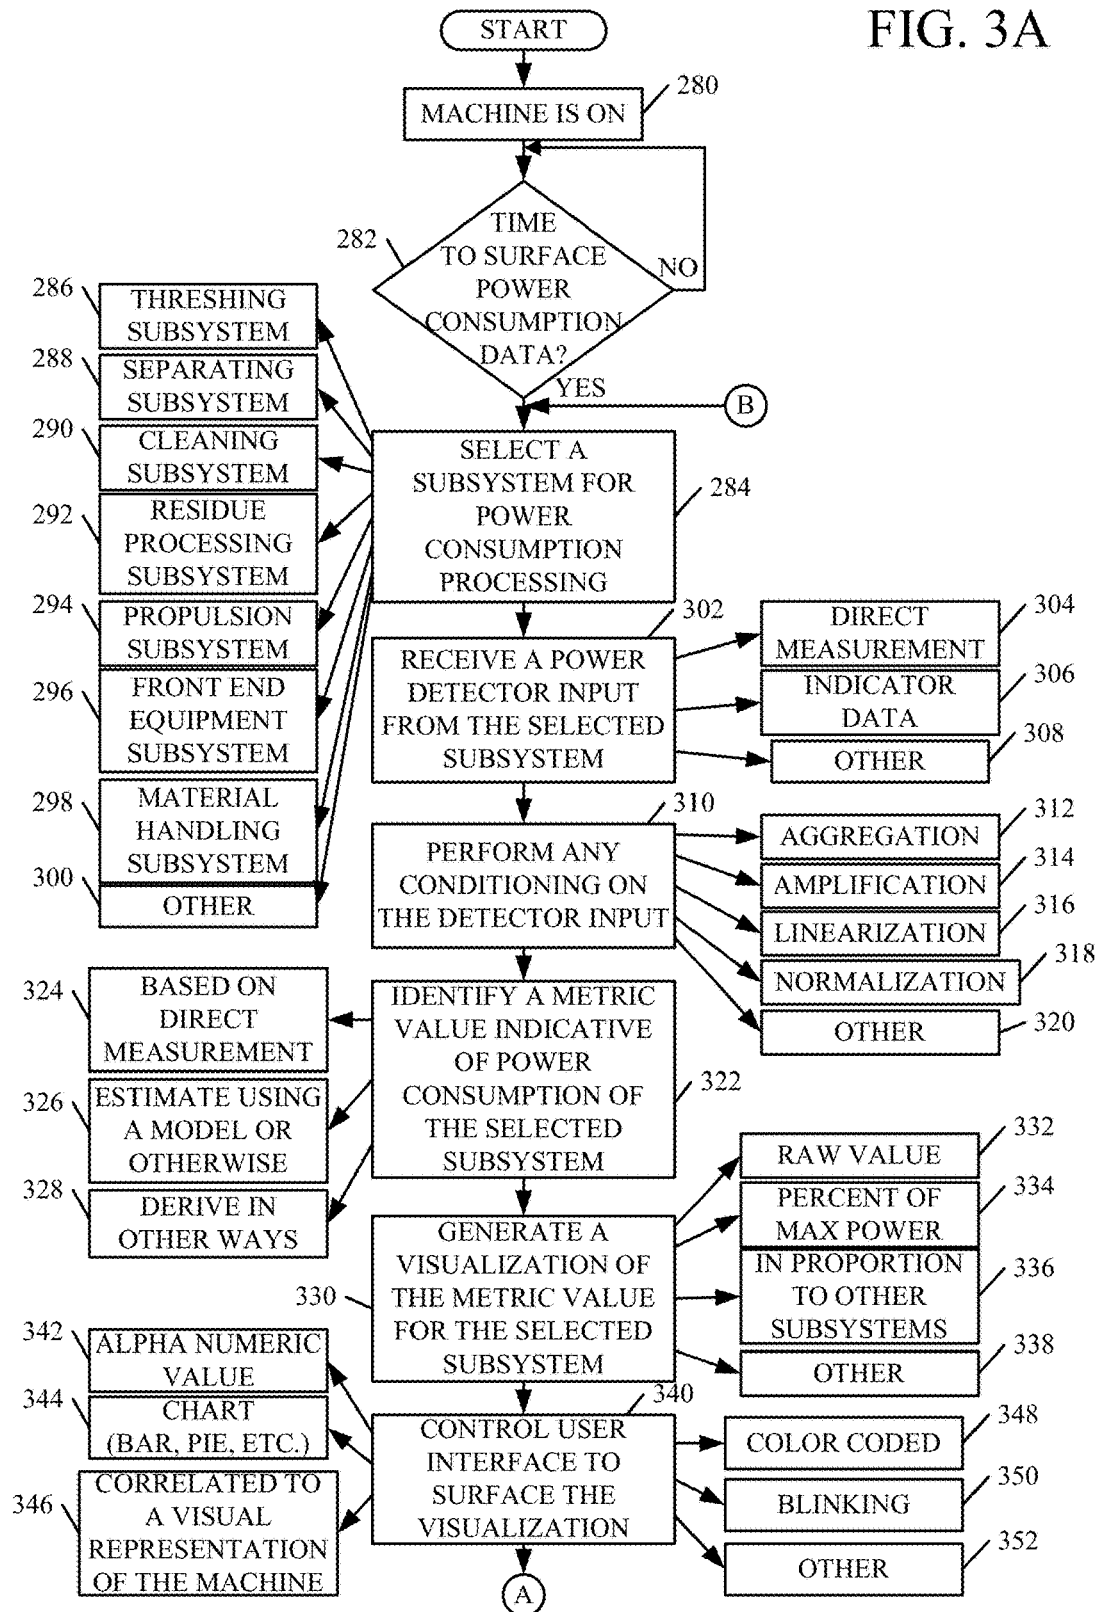 FIG. 3A
START
MACHINE IS ON
280
TIME
TO SURFACE
POWER
CONSUMPTION
DATA?
282
NO
YES
B
SELECT A
SUBSYSTEM FOR
POWER
CONSUMPTION
PROCESSING
284
286
THRESHING
SUBSYSTEM
288
SEPARATING
SUBSYSTEM
290
CLEANING
SUBSYSTEM
292
RESIDUE
PROCESSING
SUBSYSTEM
294
PROPULSION
SUBSYSTEM
296
FRONT END
EQUIPMENT
SUBSYSTEM
298
MATERIAL
HANDLING
SUBSYSTEM
300
OTHER
302
RECEIVE A POWER
DETECTOR INPUT
FROM THE SELECTED
SUBSYSTEM
DIRECT
MEASUREMENT
304
INDICATOR
DATA
306
OTHER
308
310
PERFORM ANY
CONDITIONING ON
THE DETECTOR INPUT
AGGREGATION
312
AMPLIFICATION
314
LINEARIZATION
316
NORMALIZATION
318
OTHER
320
IDENTIFY A METRIC
VALUE INDICATIVE
OF POWER
CONSUMPTION OF
THE SELECTED
SUBSYSTEM
322
324
BASED ON
DIRECT
MEASUREMENT
326
ESTIMATE USING
A MODEL OR
OTHERWISE
328
DERIVE IN
OTHER WAYS
330
GENERATE A
VISUALIZATION OF
THE METRIC VALUE
FOR THE SELECTED
SUBSYSTEM
RAW VALUE
332
PERCENT OF
MAX POWER
334
IN PROPORTION
TO OTHER
SUBSYSTEMS
336
OTHER
338
340
CONTROL USER
INTERFACE TO
SURFACE THE
VISUALIZATION
342
ALPHA NUMERIC
VALUE
344
CHART
(BAR, PIE, ETC.)
346
CORRELATED TO
A VISUAL
REPRESENTATION
OF THE MACHINE
COLOR CODED
348
BLINKING
350
OTHER
352
A